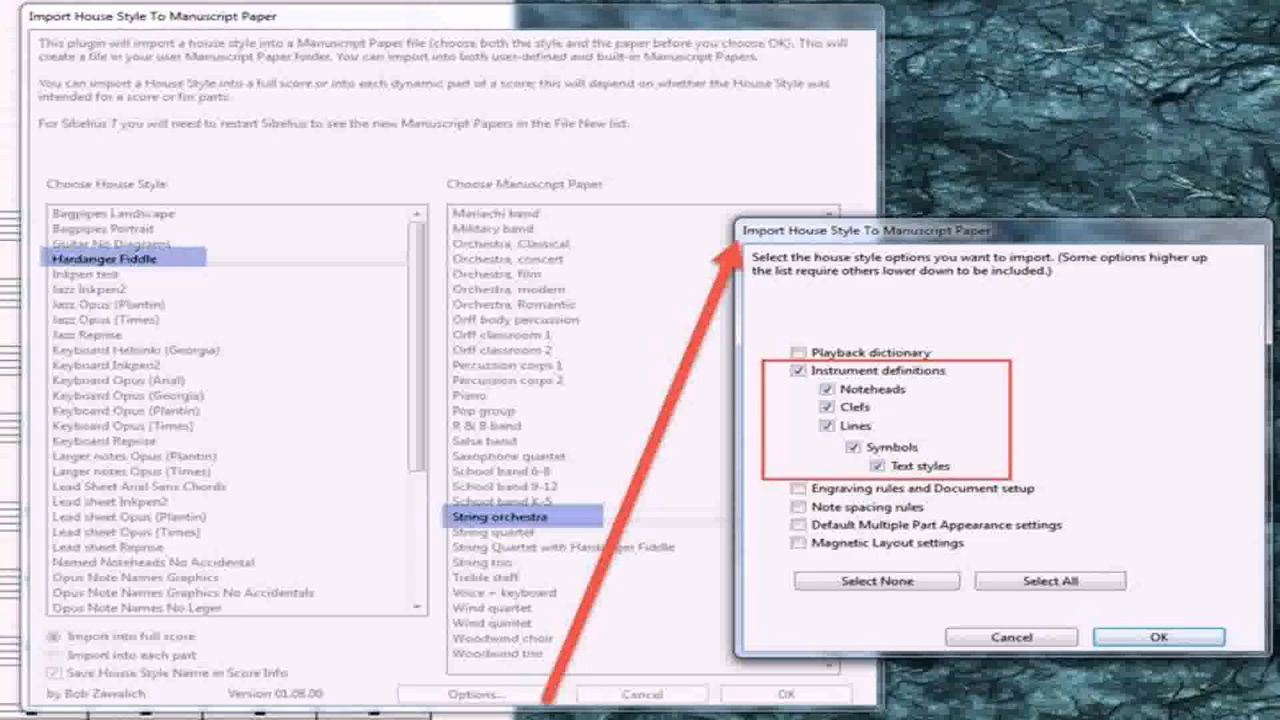 Import House Style To Manuscript Paper
This plugin will import a house style into a Manuscript Paper file (choose both the style and the paper before you choose OK). This will
create a file in your user Manuscript Paper folder. You can import into both user-defined and built-in Manuscript Papers.
You can import a House Style into a full score or into each dynamic part of a score; this will depend on whether the House Style was
intended for a score or for parts.
For Sibelius 7 you will need to restart Sibelius to see the new Manuscript Papers in the File New list.
Choose House Style
Bagpipes Landscape
Bagpipes Portrait
Guitar No Diagrams
Hardanger Fiddle
Inkpen text
Jazz Inkpen2
Jazz Opus (Plantin)
Jazz Opus (Times)
Jazz Reprise
Keyboard Helsinki (Georgia)
Keyboard Inkpen2
Keyboard Opus (Arial)
Keyboard Opus (Georgia)
Keyboard Opus (Plantin)
Keyboard Opus (Times)
Keyboard Reprise
Larger notes Opus (Plantin)
Larger notes Opus (Times)
Lead Sheet Arial Sans Chords
Lead sheet Inkpen2
Lead sheet Opus (Plantin)
Lead sheet Opus (Times)
Lead sheet Reprise
Named Noteheads No Accidental
Opus Note Names Graphics
Opus Note Names Graphics No Accidentals
Opus Note Names No Leger
Import into full score
Import into each part
Save House Style Name in Score Info
by Bob Zawalich Version 01.08.00
Choose Manuscript Paper
Mariachi band
Military band
Orchestra, Classical
Orchestra, concert
Orchestra, film
Orchestra, modern
Orchestra, Romantic
Orff body percussion
Orff classroom 1
Orff classroom 2
Percussion corps 1
Percussion corps 2
Piano
Pop group
R & B band
Salsa band
Saxophone quartet
School band 6-8
School band 9-12
School band K-5
String orchestra
String quartet
String Quartet with Hardanger Fiddle
String trio
Treble staff
Voice + keyboard
Wind quartet
Wind quintet
Woodwind choir
Woodwind trio
Options... Cancel OK
Import House Style To Manuscript Paper
Select the house style options you want to import. (Some options higher up
the list require others lower down to be included.)
Playback dictionary
Instrument definitions
Noteheads
Clefs
Lines
Symbols
Text styles
Engraving rules and Document setup
Note spacing rules
Default Multiple Part Appearance settings
Magnetic Layout settings
Select None Select All
Cancel OK